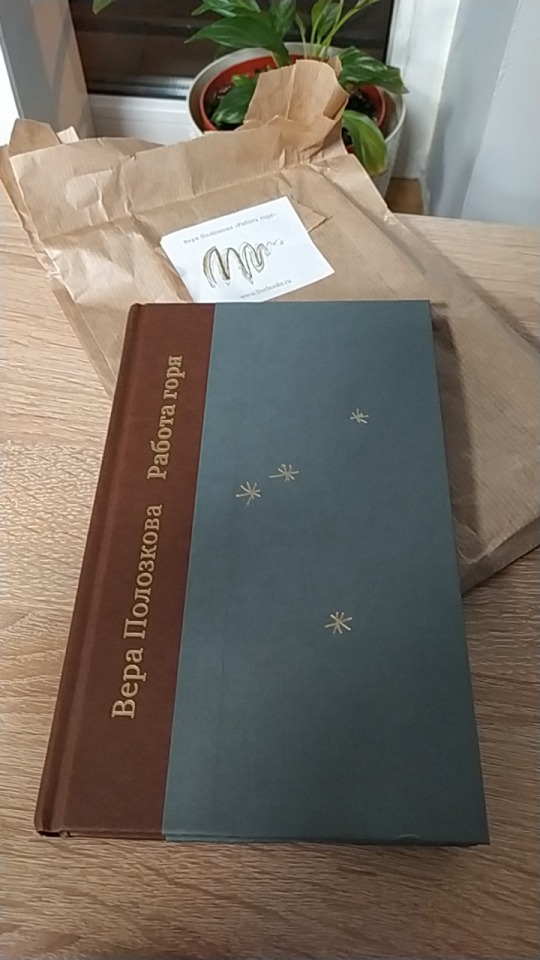 Вера Полозкова «Работа горя»
www.livebooks.ru
Вера Полозкова Работа горя